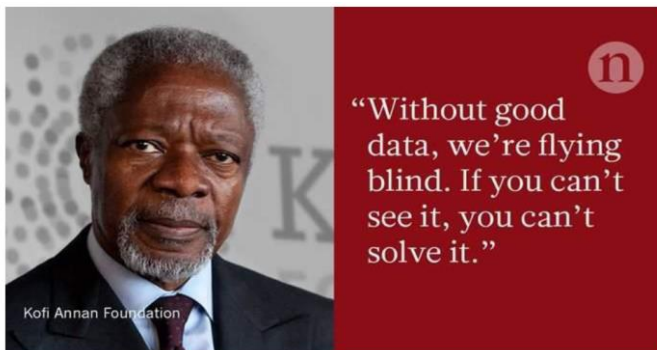 n
“Without good
data, we’re flying
blind. If you can’t
see it, you can’t
solve it.”
K
Kofi Annan Foundation